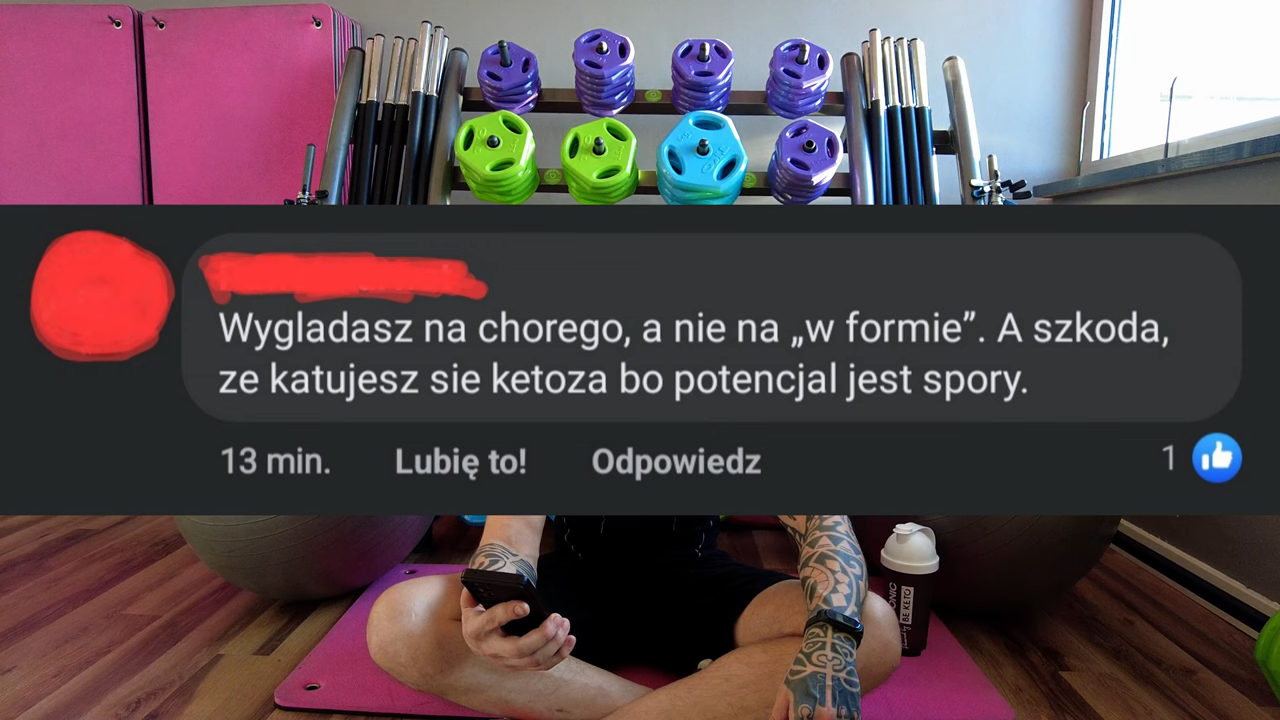 Wygladasz na chorego, a nie na „w formie”. A szkoda,
ze katujesz sie ketoza bo potencjal jest spory.
13 min. Lubię to! Odpowiedz 1
BE KETO